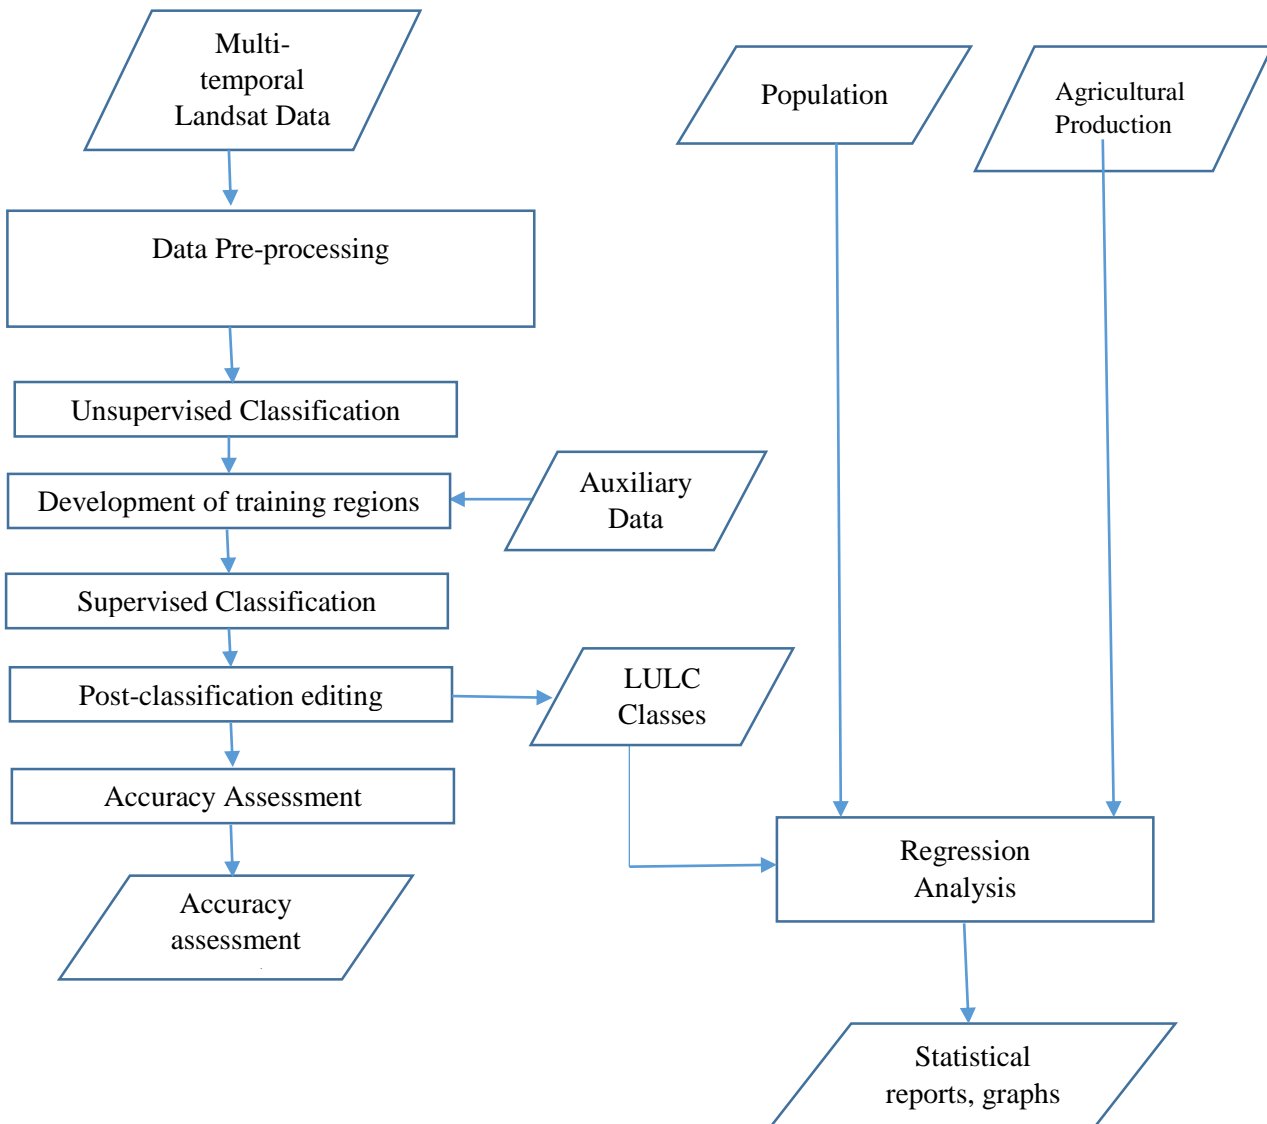 Multi-
temporal
Landsat Data
Population
Agricultural
Production
Data Pre-processing
Unsupervised Classification
Development of training regions
Auxiliary
Data
Supervised Classification
Post-classification editing
LULC
Classes
Accuracy Assessment
Regression
Analysis
Accuracy
assessment
Statistical
reports, graphs